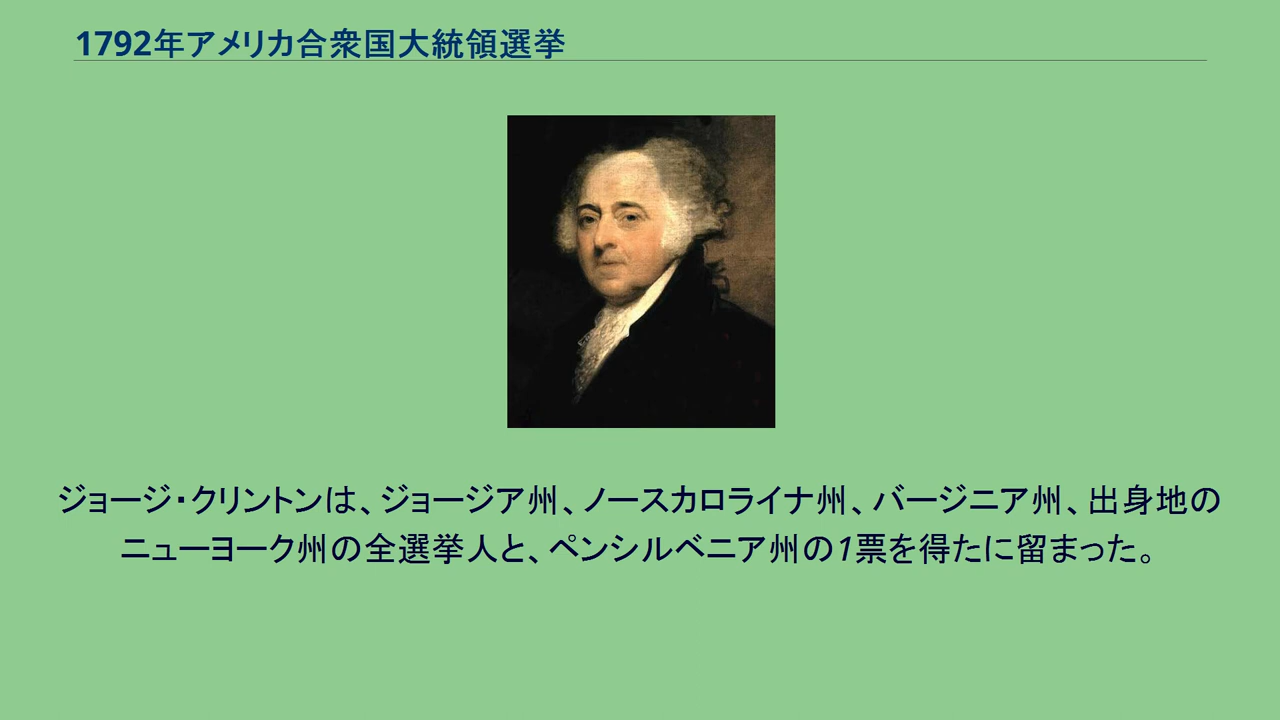 1792年アメリカ合衆国大統領選挙
ジョージ・クリントンは、ジョージア州、ノースカロライナ州、バージニア州、出身地の
ニューヨーク州の全選挙人と、ペンシルベニア州の1票を得たに留まった。